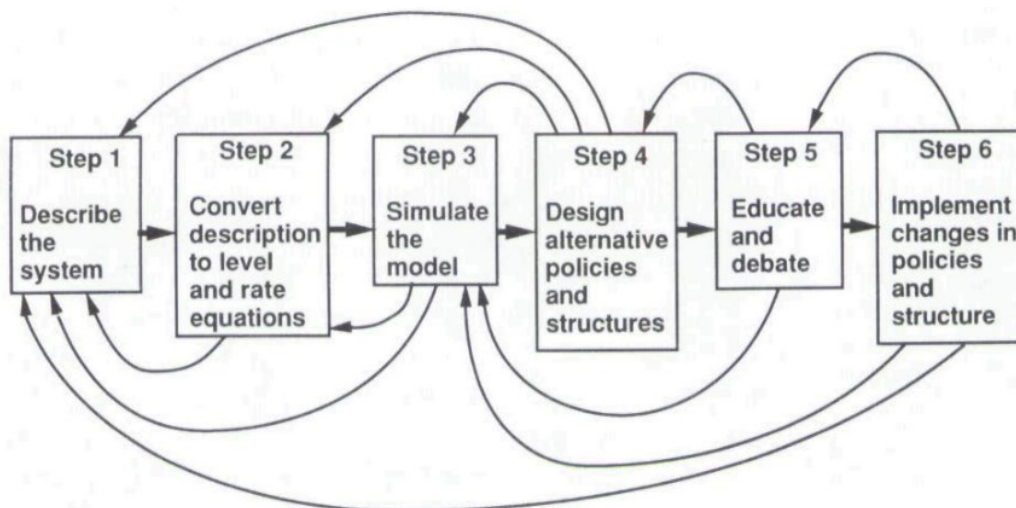 Step 1
Describe
the
system
Step 2
Convert
description
to level
and rate
equations
Step 3
Simulate
the
model
Step 4
Design
alternative
policies
and
structures
Step 5
Educate
and
debate
Step 6
Implement
changes in
policies
and
structure